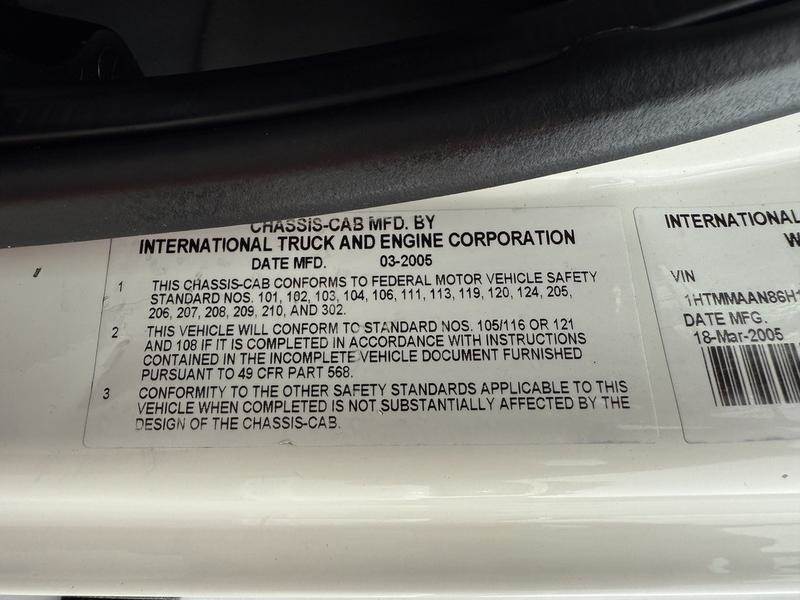 CHASSIS-CAB MFD. BY
INTERNATIONAL TRUCK AND ENGINE CORPORATION
DATE MFD. 03-2005
1 THIS CHASSIS-CAB CONFORMS TO FEDERAL MOTOR VEHICLE SAFETY
STANDARD NOS. 101, 102, 103, 104, 106, 111, 113, 119, 120, 124, 205,
206, 207, 208, 209, 210, AND 302.
2 THIS VEHICLE WILL CONFORM TO STANDARD NOS. 105/116 OR 121
AND 108 IF IT IS COMPLETED IN ACCORDANCE WITH INSTRUCTIONS
CONTAINED IN THE INCOMPLETE VEHICLE DOCUMENT FURNISHED
PURSUANT TO 49 CFR PART 568.
3 CONFORMITY TO THE OTHER SAFETY STANDARDS APPLICABLE TO THIS
VEHICLE WHEN COMPLETED IS NOT SUBSTANTIALLY AFFECTED BY THE
DESIGN OF THE CHASSIS-CAB.
INTERNATIONAL
VIN
1HTMMAAN86H
DATE MFG.
18-Mar-2005